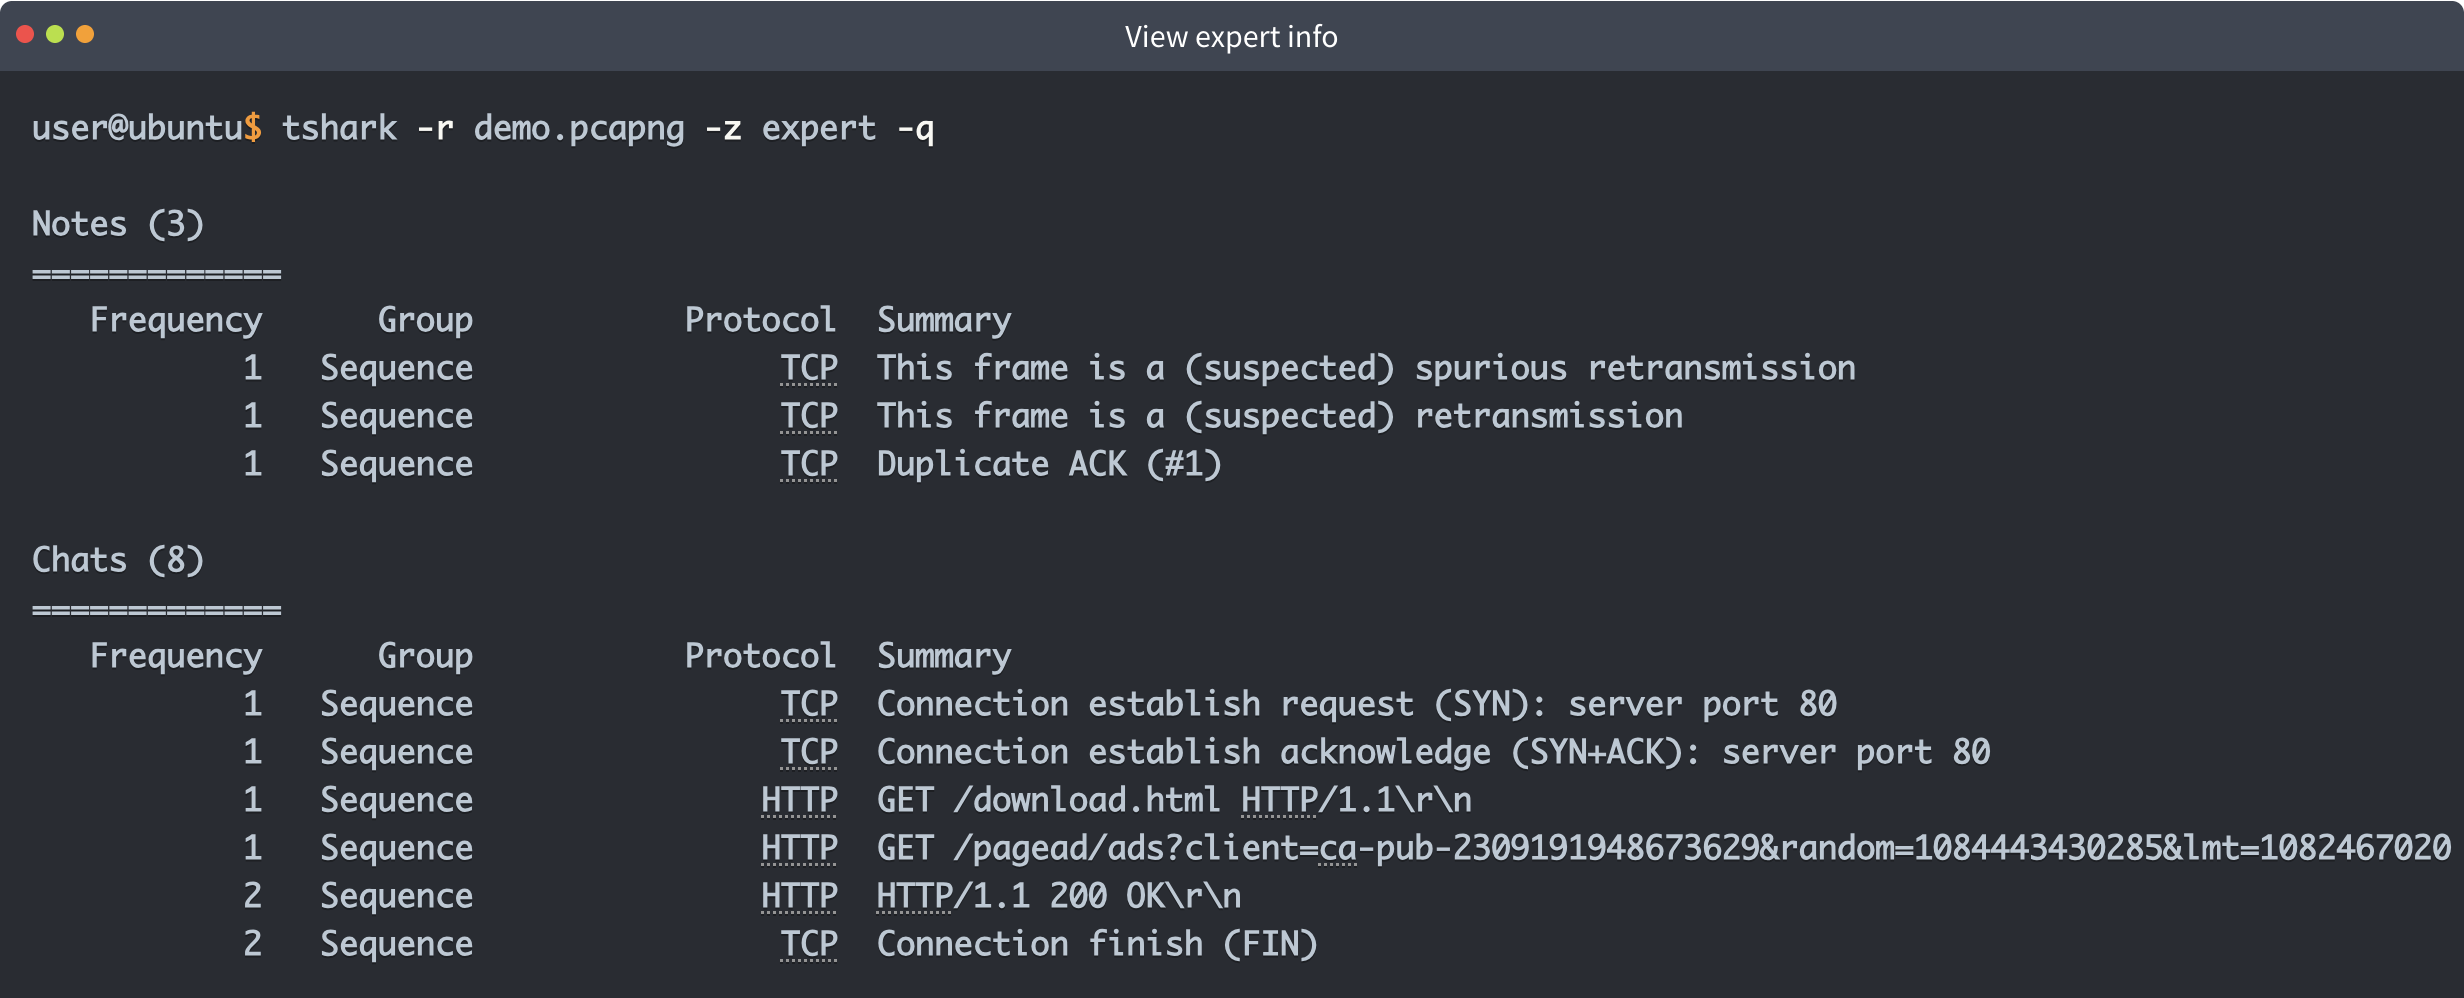 View expert info
user@ubuntu$ tshark -r demo.pcapng -z expert -q
Notes (3)
=============
Frequency Group Protocol Summary
1 Sequence TCP This frame is a (suspected) spurious retransmission
1 Sequence TCP This frame is a (suspected) retransmission
1 Sequence TCP Duplicate ACK (#1)
Chats (8)
=============
Frequency Group Protocol Summary
1 Sequence TCP Connection establish request (SYN): server port 80
1 Sequence TCP Connection establish acknowledge (SYN+ACK): server port 80
1 Sequence HTTP GET /download.html HTTP/1.1\r\n
1 Sequence HTTP GET /pagead/ads?client=ca-pub-2309191948673629&random=1084443430285&lmt=1082467020
2 Sequence HTTP HTTP/1.1 200 OK\r\n
2 Sequence TCP Connection finish (FIN)